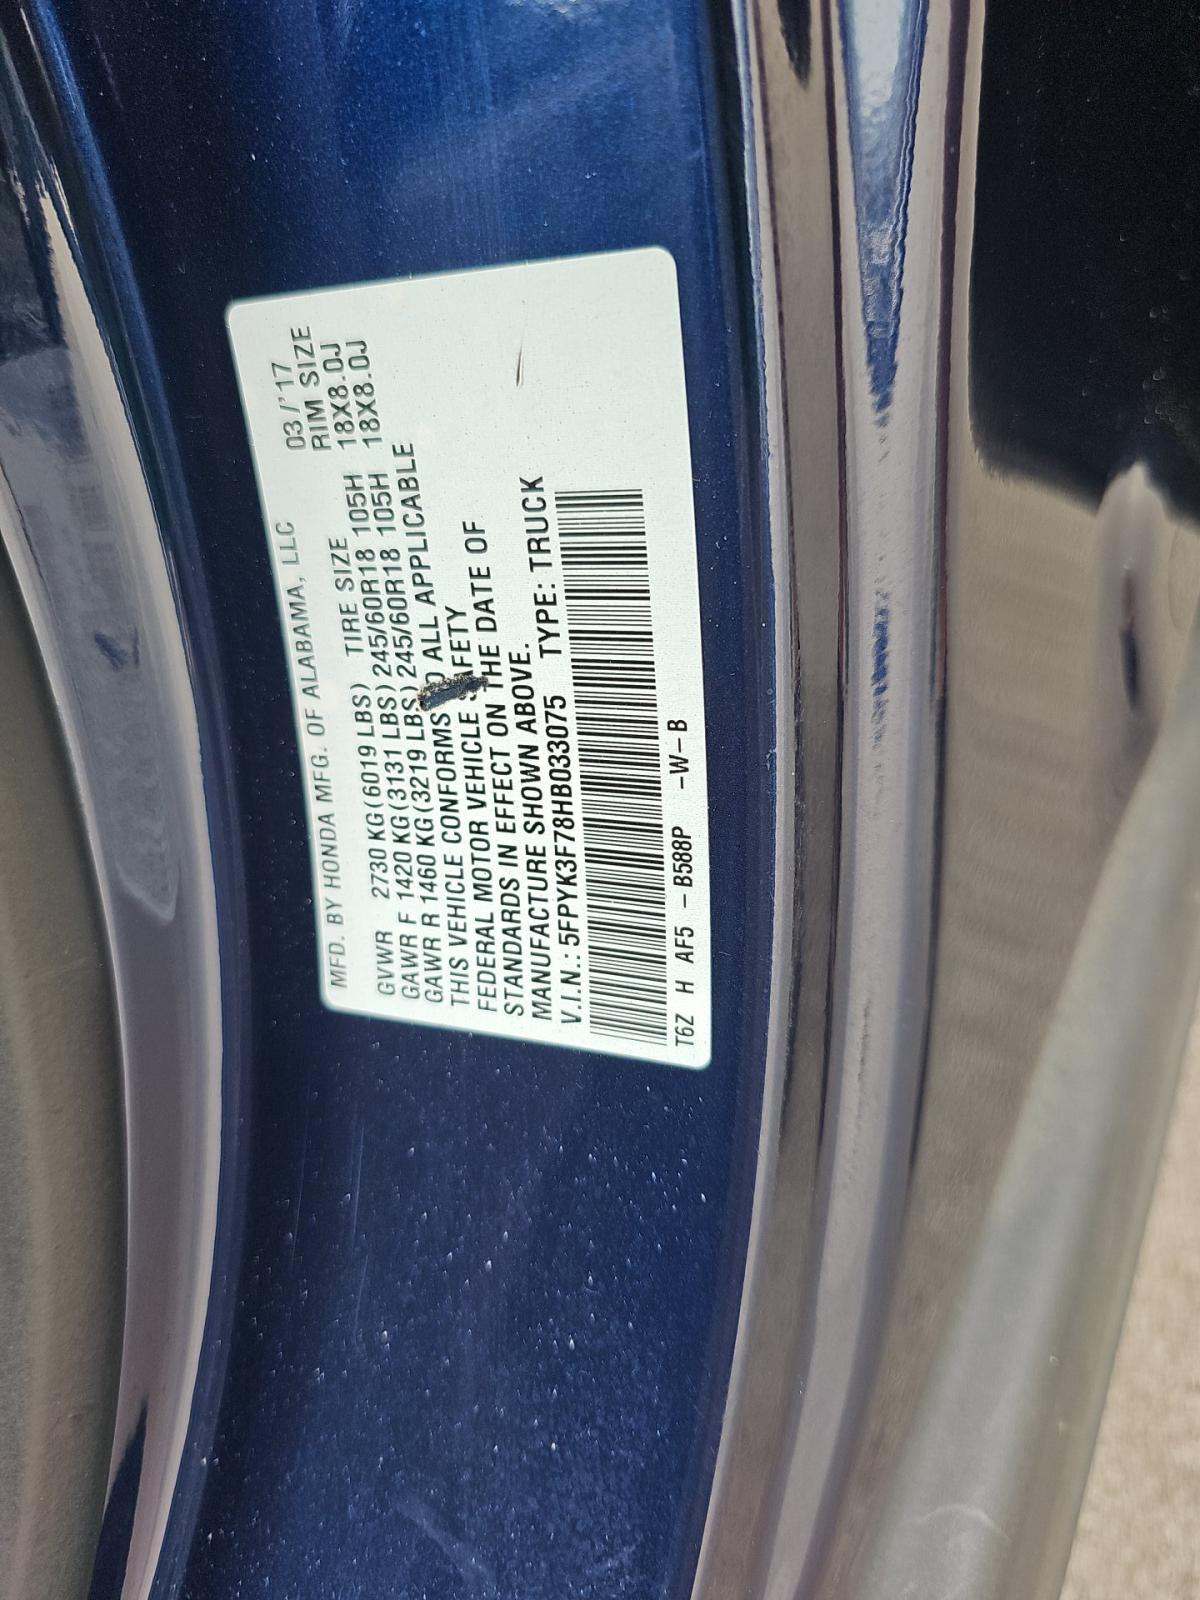 MFD. BY HONDA MFG. OF ALABAMA, LLC 03/'17
TIRE SIZE RIM SIZE
GVWR 2730 KG(6019 LBS)
GAWR F 1420 KG(3131 LBS) 245/60R18 105H 18X8.0J
GAWR R 1460 KG(3219 LBS) 245/60R18 105H 18X8.0J
THIS VEHICLE CONFORMS ALL APPLICABLE
FEDERAL MOTOR VEHICLE SAFETY
STANDARDS IN EFFECT ON THE DATE OF
MANUFACTURE SHOWN ABOVE.
V.I.N.: 5FPYK3F78HB033075 TYPE: TRUCK
T6Z H AF5 -B588P -W-B